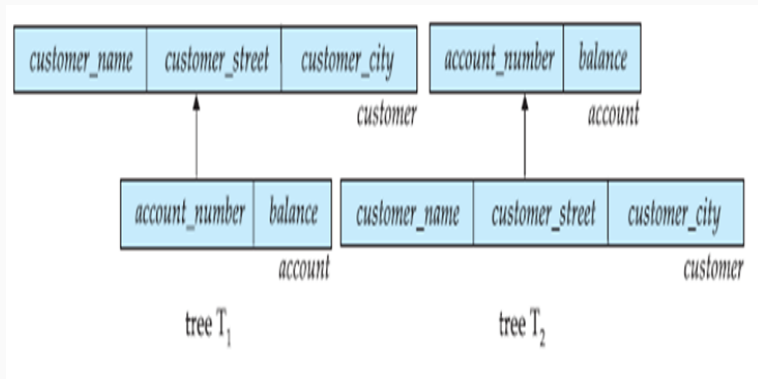 customer_name customer_street customer_city account_number balance
customer account
account_number balance customer_name customer_street customer_city
account customer
tree T1 tree T2